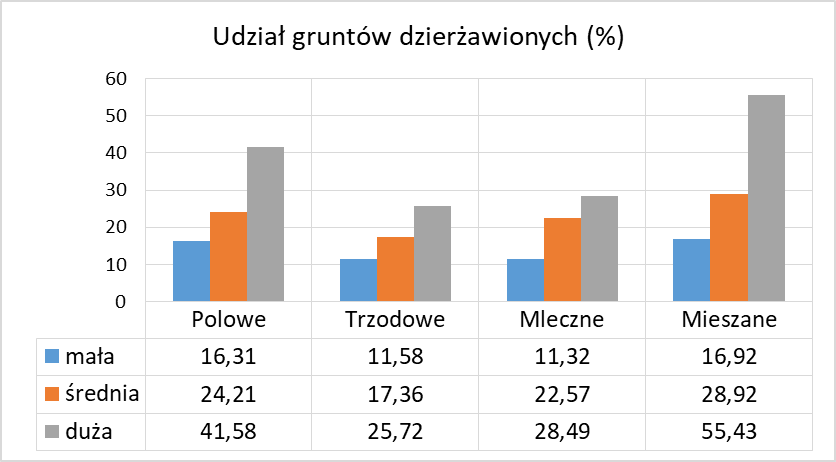 Udział gruntów dzierżawionych (%)
60
50
40
30
20
10
0
Polowe Trzodowe Mleczne Mieszane
mała 16,31 11,58 11,32 16,92
średnia 24,21 17,36 22,57 28,92
duża 41,58 25,72 28,49 55,43